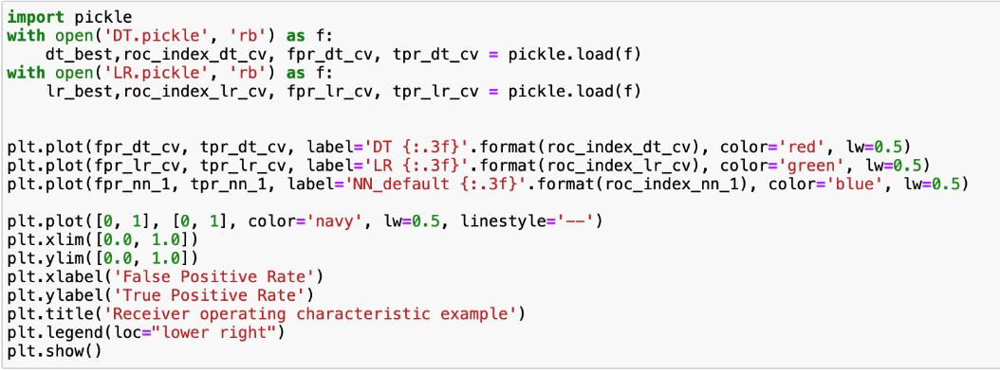 import pickle
with open('DT.pickle', 'rb') as f:
    dt_best,roc_index_dt_cv, fpr_dt_cv, tpr_dt_cv = pickle.load(f)
with open('LR.pickle', 'rb') as f:
    lr_best,roc_index_lr_cv, fpr_lr_cv, tpr_lr_cv = pickle.load(f)
plt.plot(fpr_dt_cv, tpr_dt_cv, label='DT {:.3f}'.format(roc_index_dt_cv), color='red', lw=0.5)
plt.plot(fpr_lr_cv, tpr_lr_cv, label='LR {:.3f}'.format(roc_index_lr_cv), color='green', lw=0.5)
plt.plot(fpr_nn_1, tpr_nn_1, label='NN_default {:.3f}'.format(roc_index_nn_1), color='blue', lw=0.5)
plt.plot([0, 1], [0, 1], color='navy', lw=0.5, linestyle='--')
plt.xlim([0.0, 1.0])
plt.ylim([0.0, 1.0])
plt.xlabel('False Positive Rate')
plt.ylabel('True Positive Rate')
plt.title('Receiver operating characteristic example')
plt.legend(loc="lower right")
plt.show()